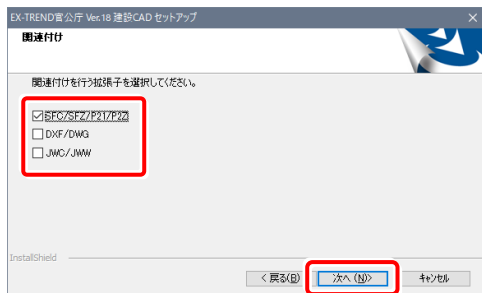 EX-TREND官公庁 Ver.18 建設CAD セットアップ
関連付け
関連付けを行う拡張子を選択してください。
SFC/SFZ/P21/P2Z
DXF/DWG
JWC/JWW
InstallShield
< 戻る(B)
次へ(N)>
キャンセル